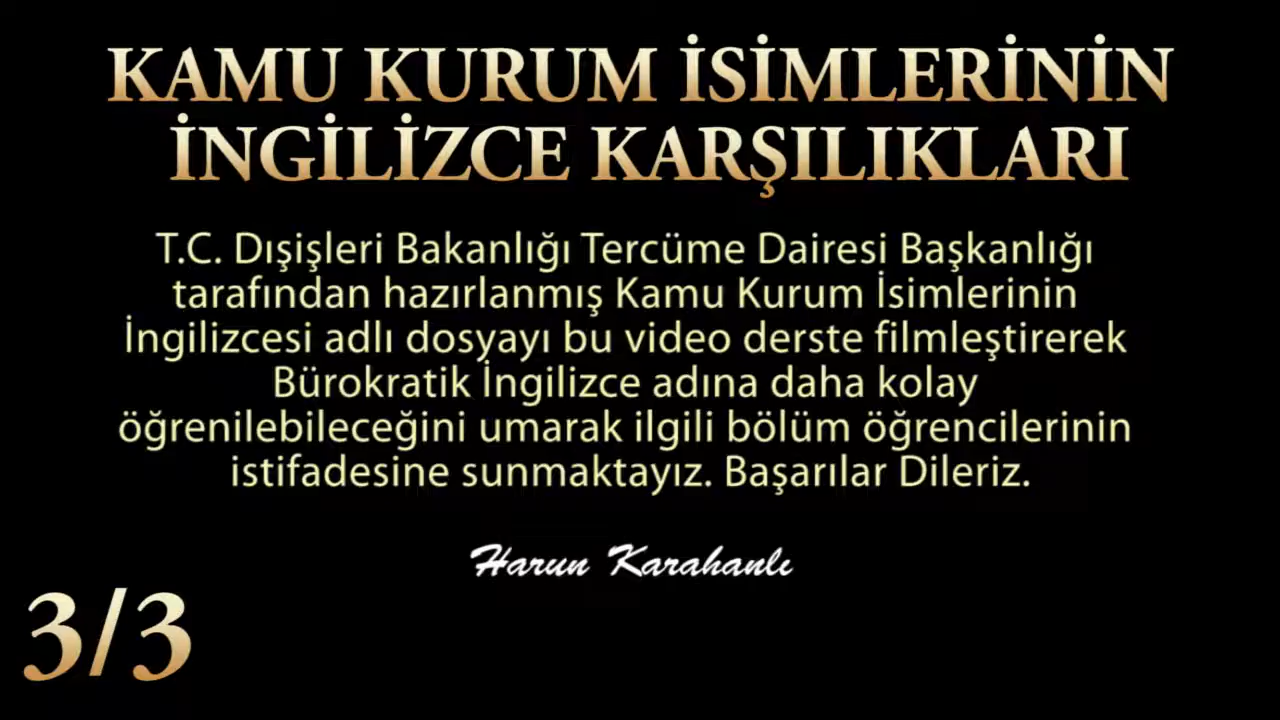 KAMU KURUM İSİMLERİNİN
İNGİLİZCE KARŞILIKLARI
T.C. Dışişleri Bakanlığı Tercüme Dairesi Başkanlığı
tarafından hazırlanmış Kamu Kurum İsimlerinin
İngilizcesi adlı dosyayı bu video derste filmleştirerek
Bürokratik İngilizce adına daha kolay
öğrenilebileceğini umarak ilgili bölüm öğrencilerinin
istifadesine sunmaktayız. Başarılar Dileriz.
Harun Karahanlı
3/3